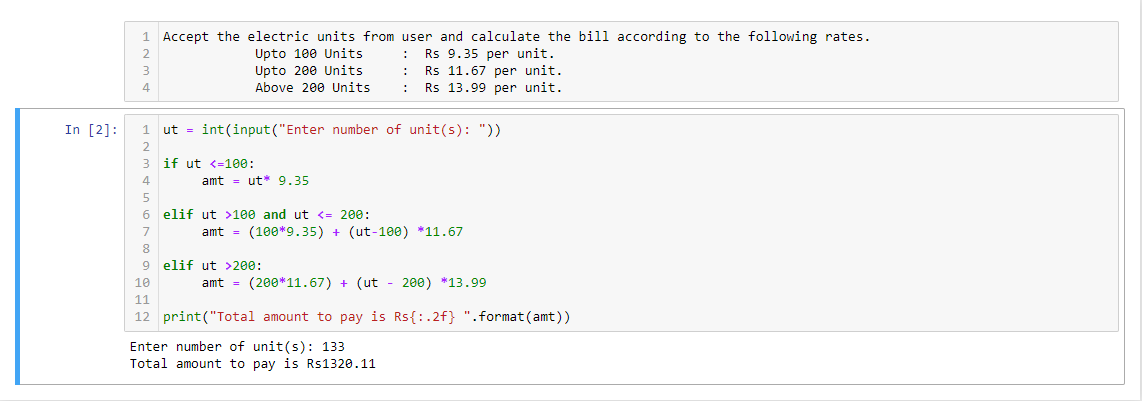 1 Accept the electric units from user and calculate the bill according to the following rates.
2 Upto 100 Units : Rs 9.35 per unit.
3 Upto 200 Units : Rs 11.67 per unit.
4 Above 200 Units : Rs 13.99 per unit.
In [2]: 1 ut = int(input("Enter number of unit(s): "))
2
3 if ut <=100:
4 amt = ut* 9.35
5
6 elif ut >100 and ut <= 200:
7 amt = (100*9.35) + (ut-100) *11.67
8
9 elif ut >200:
10 amt = (200*11.67) + (ut - 200) *13.99
11
12 print("Total amount to pay is Rs{:.2f} ".format(amt))
Enter number of unit(s): 133
Total amount to pay is Rs1320.11